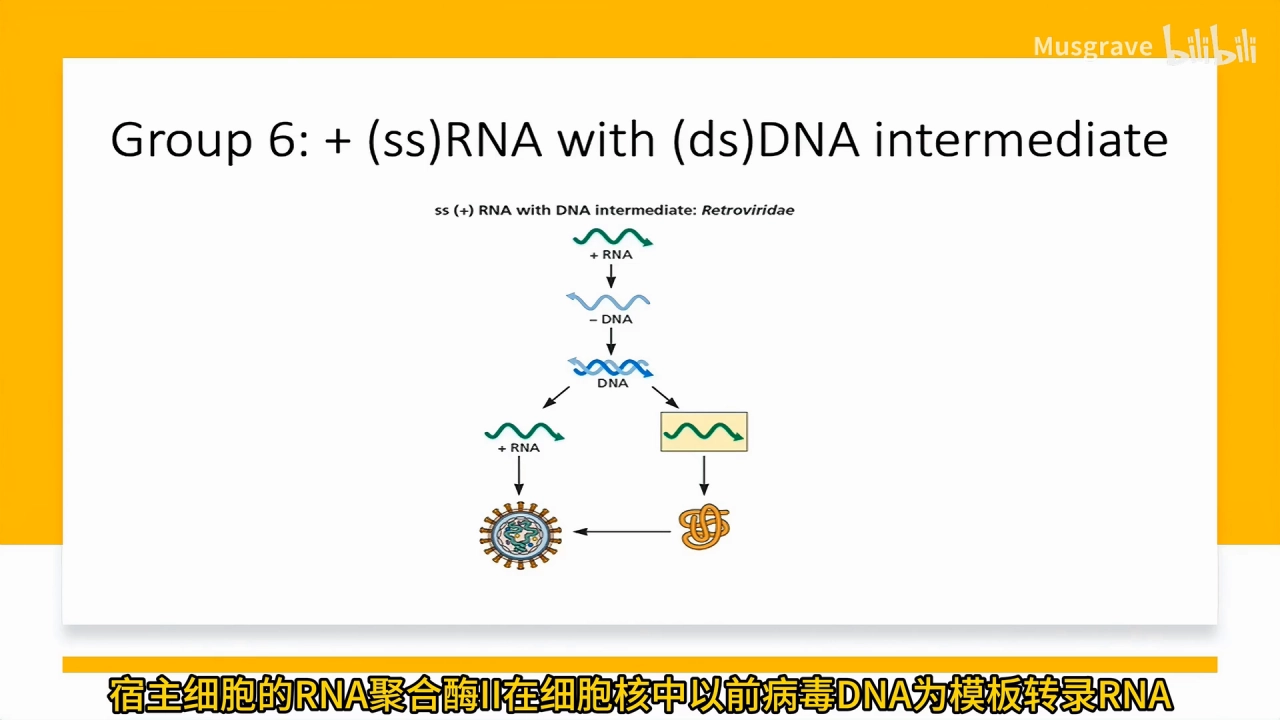 Musgrave bilibili
Group 6: + (ss)RNA with (ds)DNA intermediate
ss (+) RNA with DNA intermediate: Retroviridae
+ RNA
– DNA
DNA
+ RNA
宿主细胞的RNA聚合酶II在细胞核中以前病毒DNA为模板转录RNA